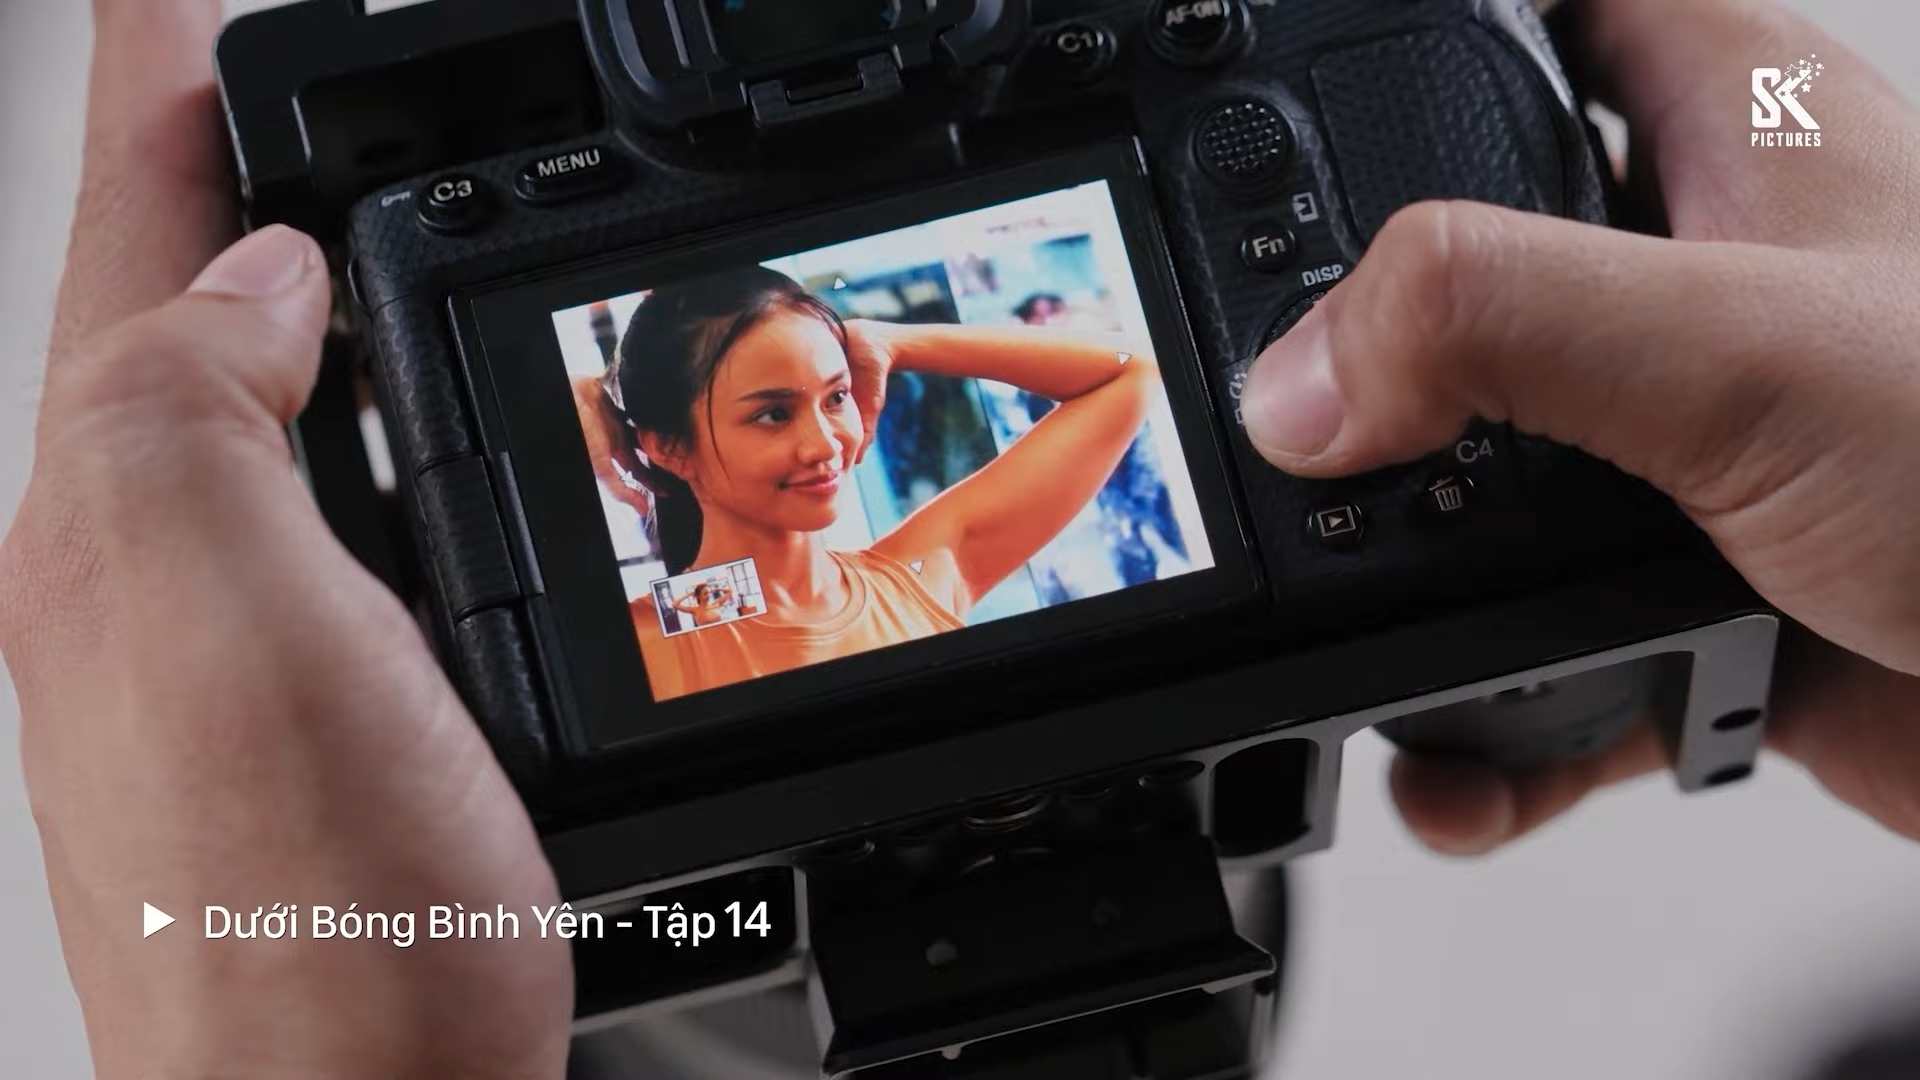 AF-ON
C1
SK
PICTURES
MENU
C3
Fn
DISP
C4
▶ Dưới Bóng Bình Yên - Tập 14